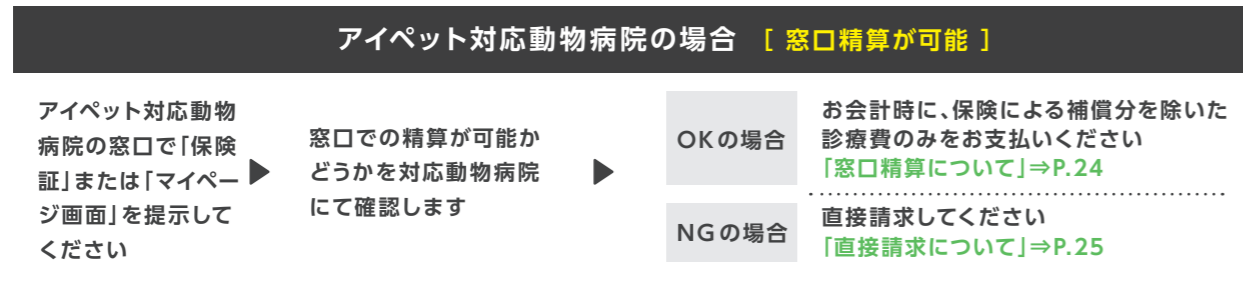 アイペット対応動物病院の場合 [ 窓口精算が可能 ]
アイペット対応動物
病院の窓口で「保険
証」または「マイペー
ジ画面」を提示して
ください
窓口での精算が可能か
どうかを対応動物病院
にて確認します
OKの場合
お会計時に、保険による補償分を除いた
診療費のみをお支払いください
「窓口精算について」⇒P.24
NGの場合
直接請求してください
「直接請求について」⇒P.25